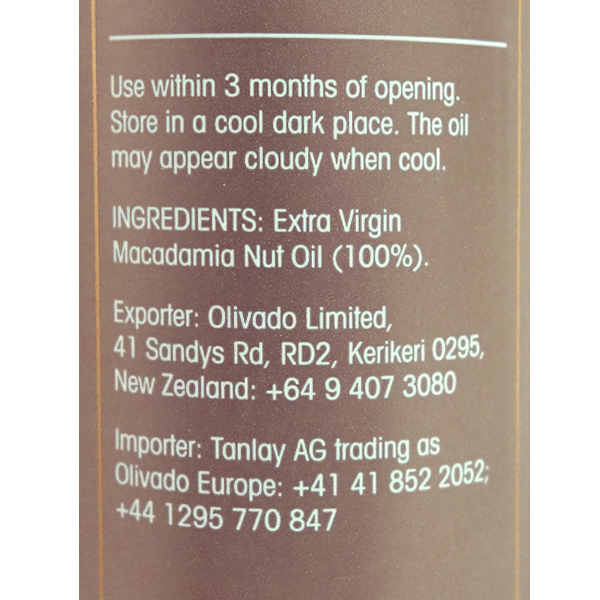 Use within 3 months of opening.
Store in a cool dark place. The oil
may appear cloudy when cool.
INGREDIENTS: Extra Virgin
Macadamia Nut Oil (100%).
Exporter: Olivado Limited,
41 Sandys Rd, RD2, Kerikeri 0295,
New Zealand: +64 9 407 3080
Importer: Tanlay AG trading as
Olivado Europe: +41 41 852 2052;
+44 1295 770 847